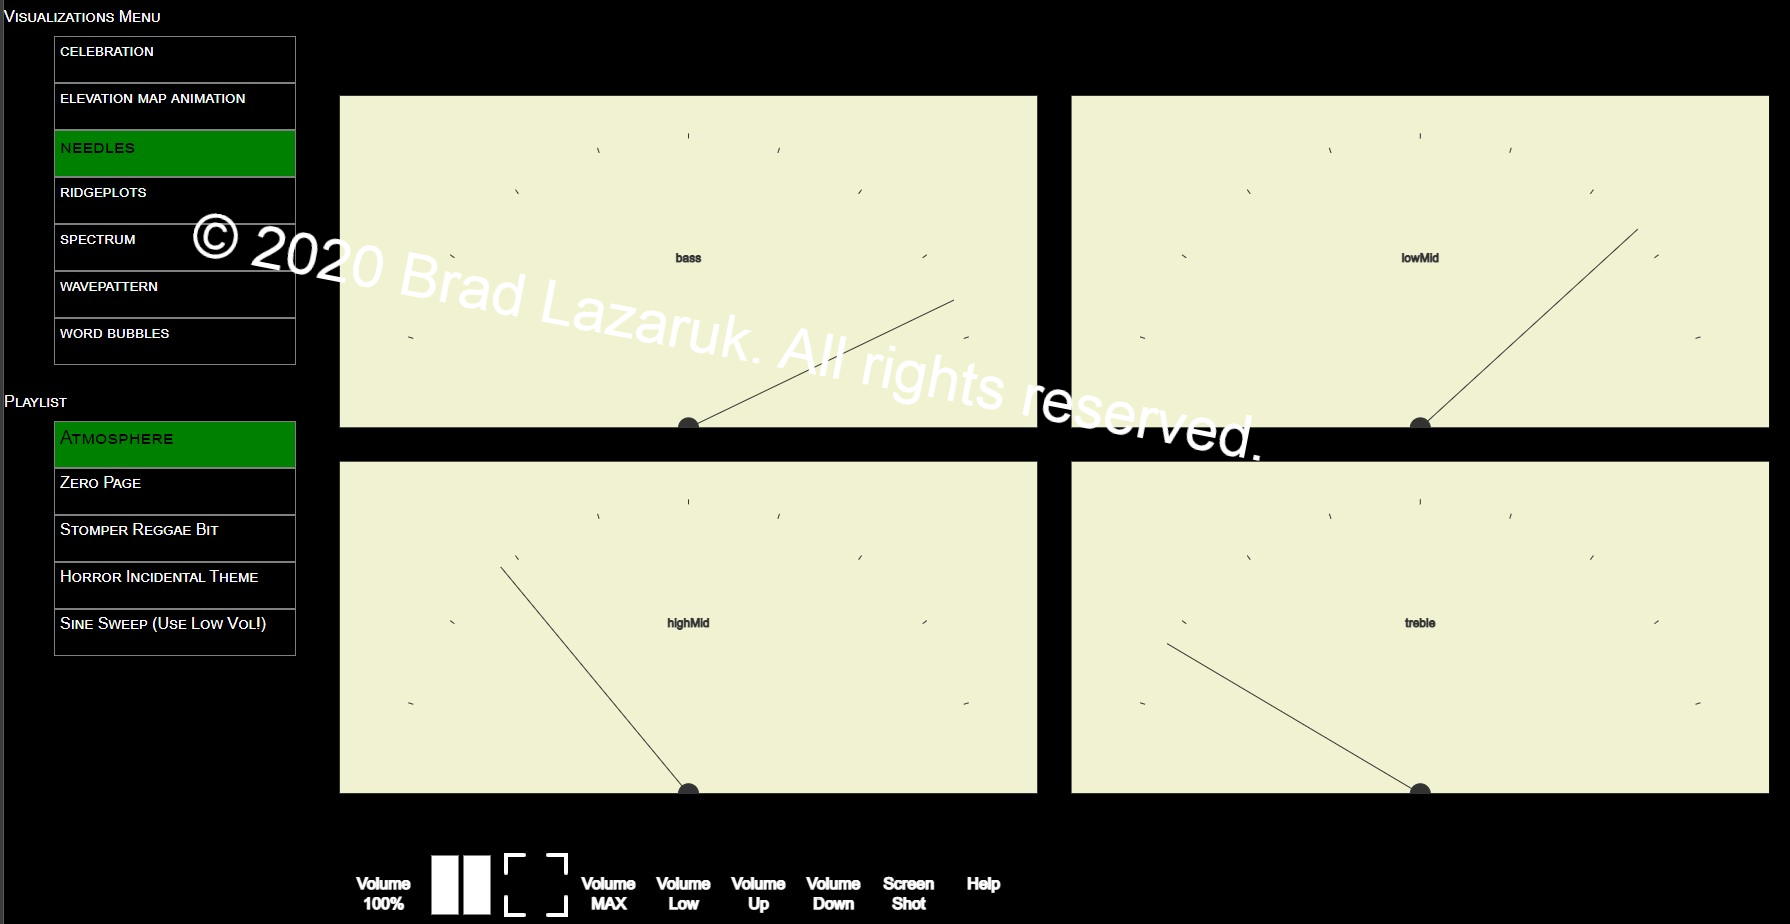 Visualizations Menu
CELEBRATION
ELEVATION MAP ANIMATION
NEEDLES
RIDGEPLOTS
SPECTRUM
WAVEPATTERN
WORD BUBBLES
Playlist
Atmosphere
Zero Page
Stomper Reggae Bit
Horror Incidental Theme
Sine Sweep (Use Low Vol!)
bass
lowMid
highMid
treble
© 2020 Brad Lazaruk. All rights reserved.
Volume
100%
Volume
MAX
Volume
Low
Volume
Up
Volume
Down
Screen
Shot
Help